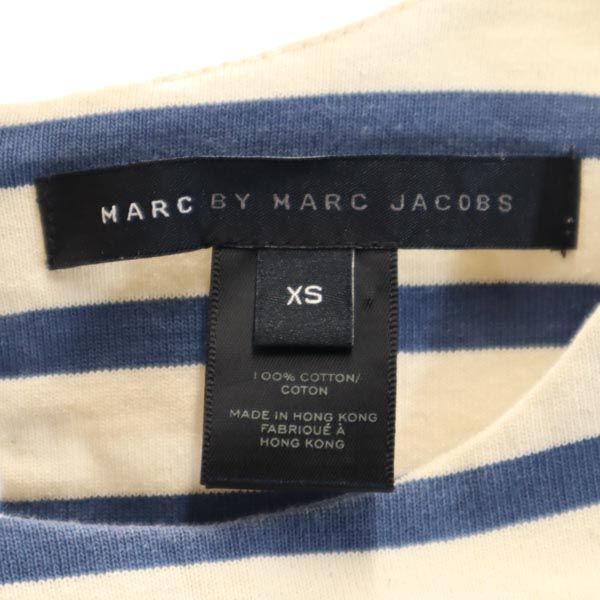 MARC BY MARC JACOBS
XS
100% COTTON/
COTON
MADE IN HONG KONG
FABRIQUÉ À
HONG KONG